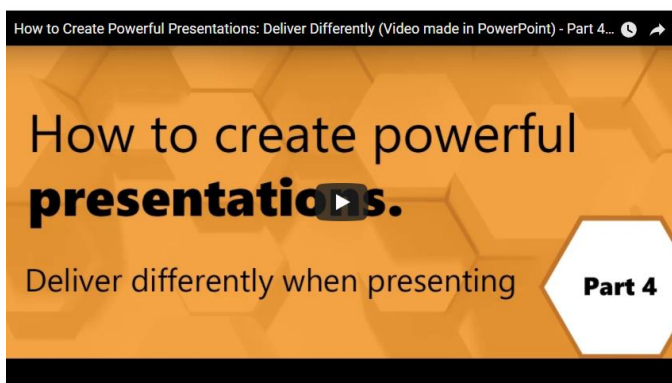 How to Create Powerful Presentations: Deliver Differently (Video made in PowerPoint) - Part 4...
How to create powerful
presentations.
Deliver differently when presenting
Part 4